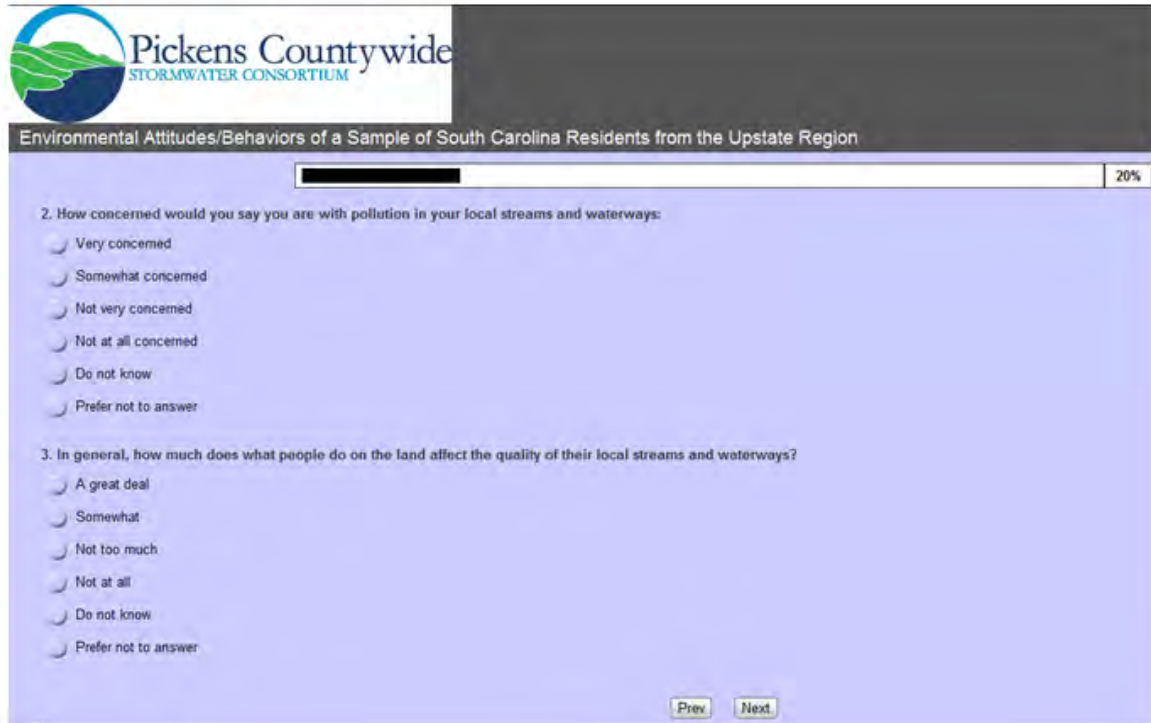 Pickens Countywide
STORMWATER CONSORTIUM
Environmental Attitudes/Behaviors of a Sample of South Carolina Residents from the Upstate Region
20%
2. How concerned would you say you are with pollution in your local streams and waterways:
Very concerned
Somewhat concerned
Not very concerned
Not at all concerned
Do not know
Prefer not to answer
3. In general, how much does what people do on the land affect the quality of their local streams and waterways?
A great deal
Somewhat
Not too much
Not at all
Do not know
Prefer not to answer
Prev Next